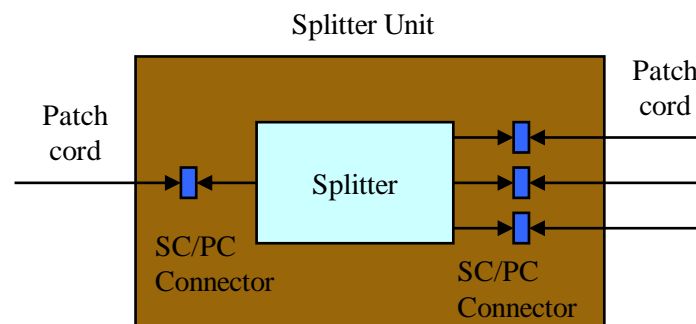 Splitter Unit
Patch
cord
Patch
cord
Splitter
SC/PC
Connector
SC/PC
Connector